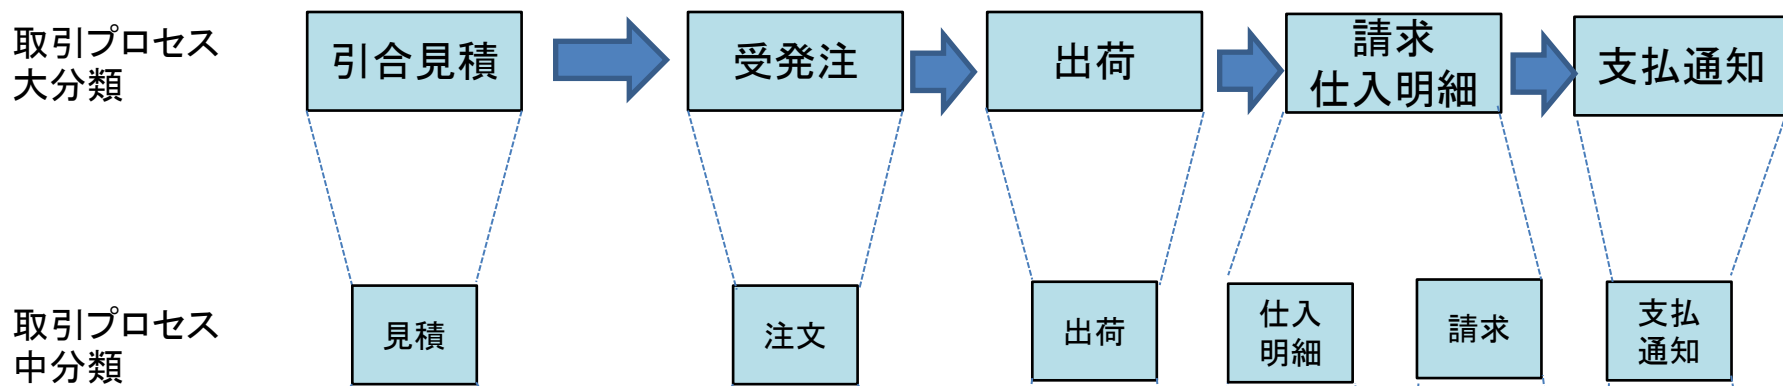 取引プロセス
大分類
引合見積
受発注
出荷
請求
仕入明細
支払通知
取引プロセス
中分類
見積
注文
出荷
仕入
明細
請求
支払
通知